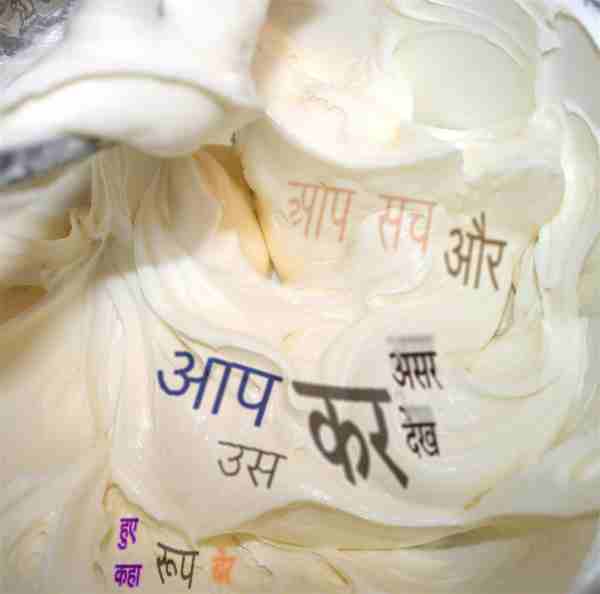 आप सच और
आप कर असर
उस देख
हुए
कहा रूप